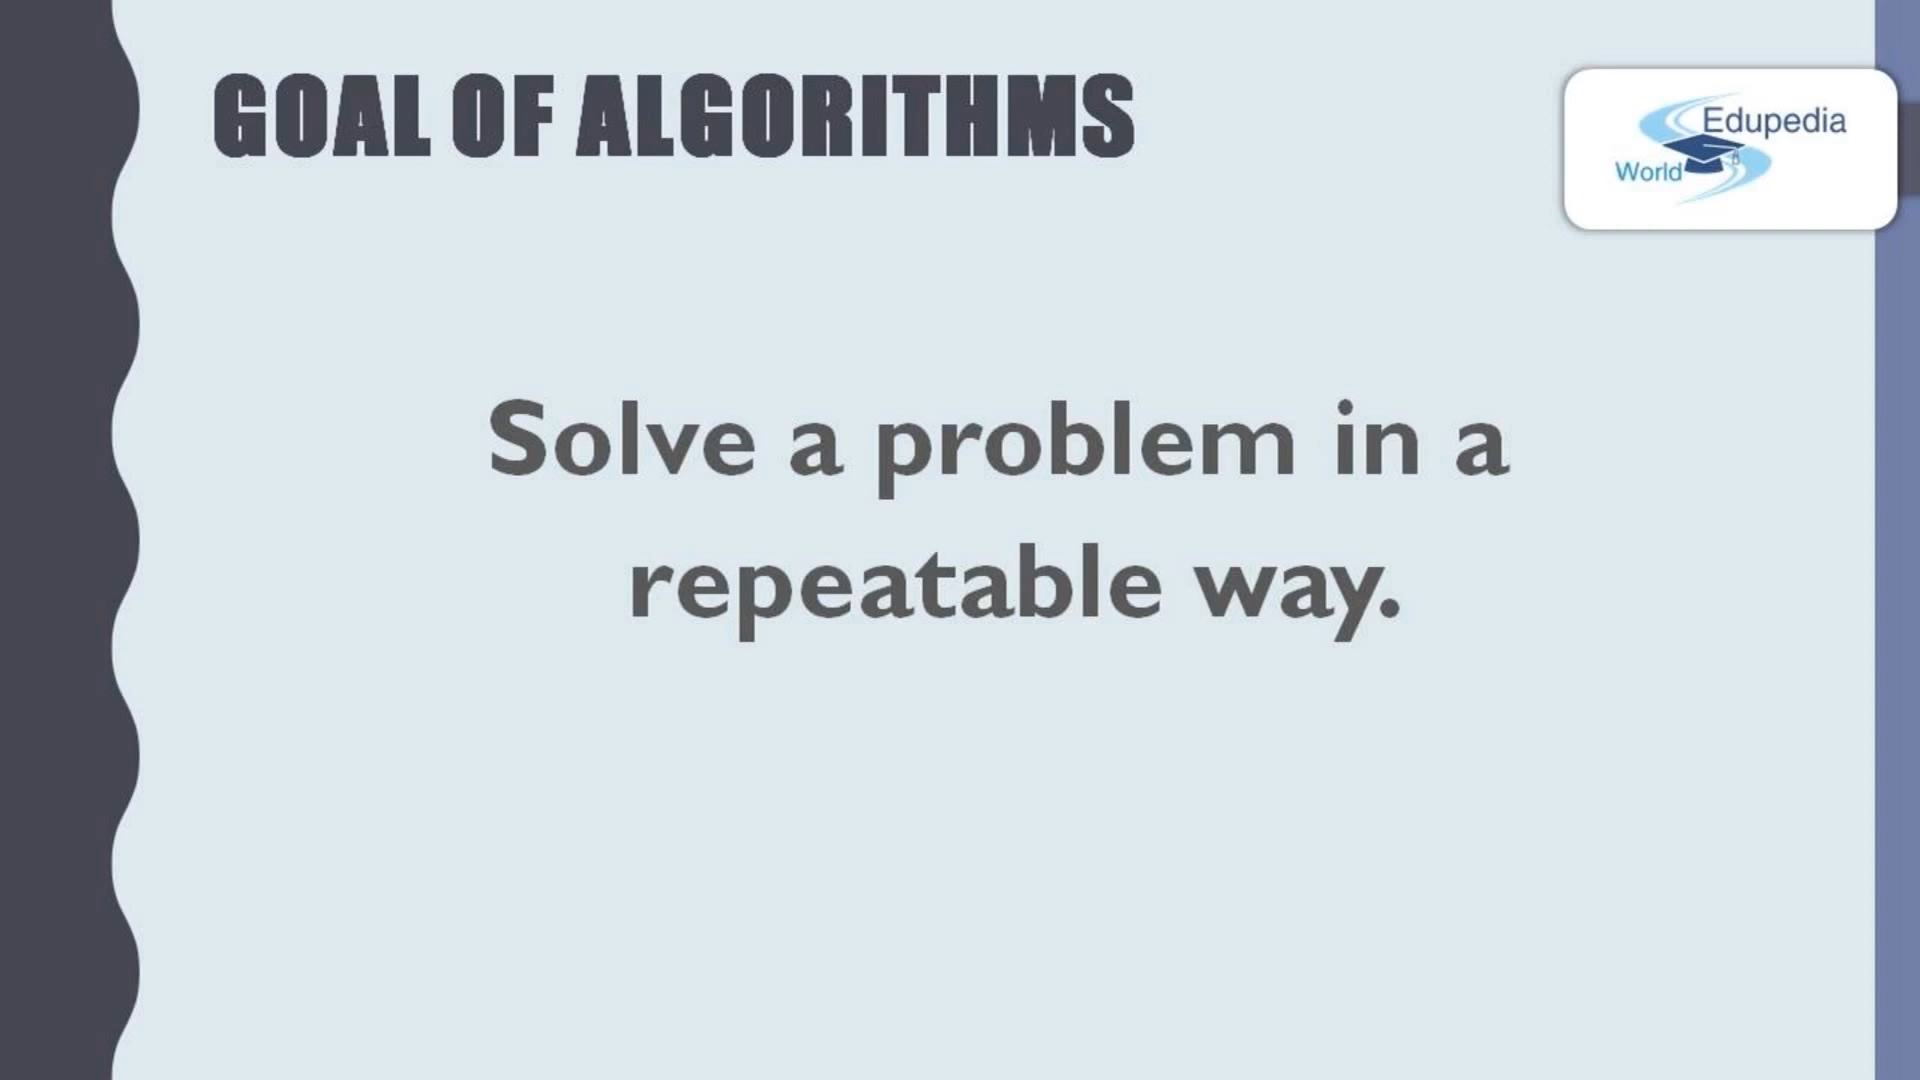 GOAL OF ALGORITHMS
Edupedia
World
Solve a problem in a
repeatable way.